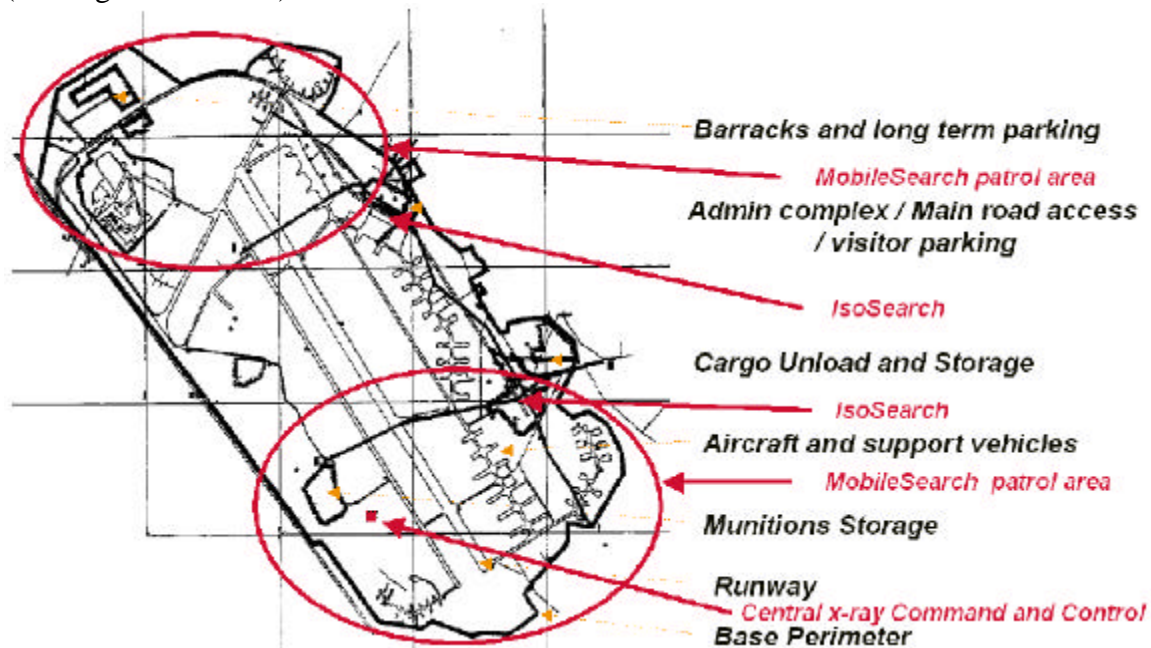 Barracks and long term parking
MobileSearch patrol area
Admin complex / Main road access
/ visitor parking
IsoSearch
Cargo Unload and Storage
IsoSearch
Aircraft and support vehicles
MobileSearch patrol area
Munitions Storage
Runway
Central x-ray Command and Control
Base Perimeter